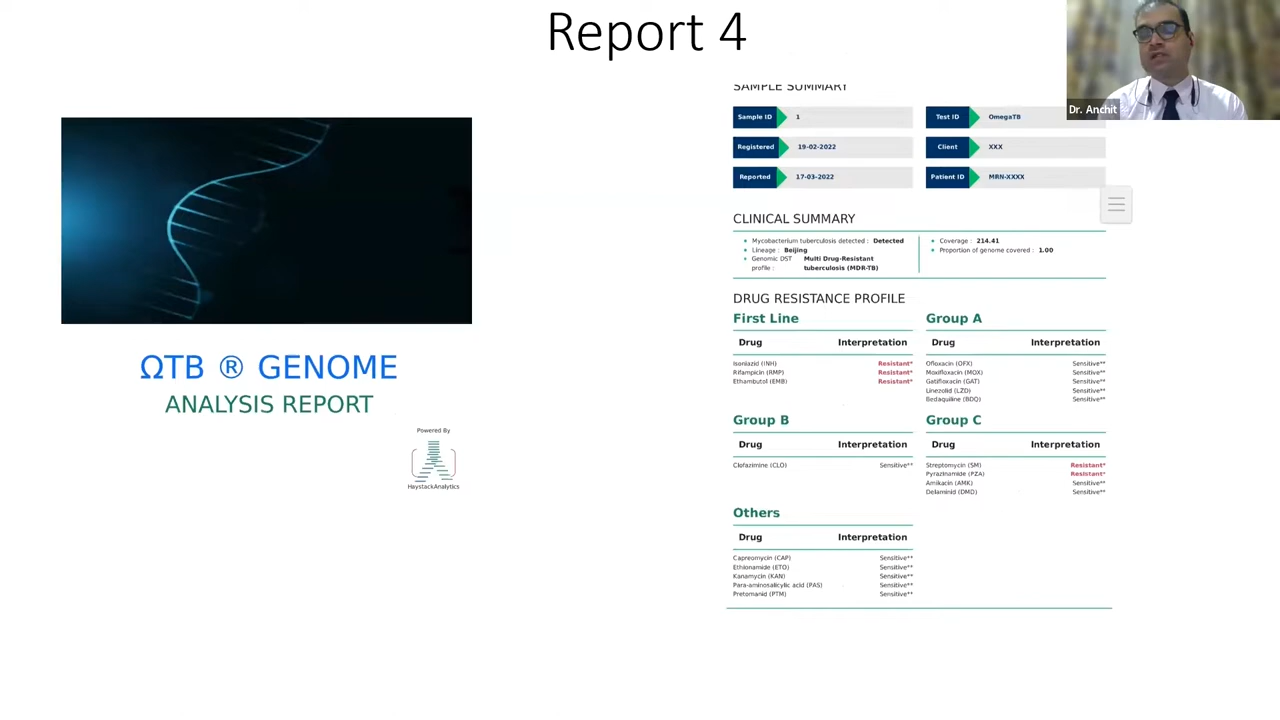 Report 4
Dr. Anchit
ΩTB ® GENOME
ANALYSIS REPORT
Powered By
HaystackAnalytics
SAMPLE SUMMARY
Sample ID 1
Test ID OmegaTB
Registered 19-02-2022
Client XXX
Reported 17-03-2022
Patient ID MRN-XXXX
CLINICAL SUMMARY
Mycobacterium tuberculosis detected : Detected
Lineage : Beijing
Genomic DST profile : Multi Drug-Resistant tuberculosis (MDR-TB)
Coverage : 214.41
Proportion of genome covered : 1.00
DRUG RESISTANCE PROFILE
First Line
Drug Interpretation
Isoniazid (INH) Resistant*
Rifampicin (RMP) Resistant*
Ethambutol (EMB) Resistant*
Group A
Drug Interpretation
Ofloxacin (OFX) Sensitive**
Moxifloxacin (MOX) Sensitive**
Gatifloxacin (GAT) Sensitive**
Linezolid (LZD) Sensitive**
Bedaquiline (BDQ) Sensitive**
Group B
Drug Interpretation
Clofazimine (CLO) Sensitive**
Group C
Drug Interpretation
Streptomycin (SM) Resistant*
Pyrazinamide (PZA) Resistant*
Amikacin (AMK) Sensitive**
Delaminid (DMD) Sensitive**
Others
Drug Interpretation
Capreomycin (CAP) Sensitive**
Ethionamide (ETO) Sensitive**
Kanamycin (KAN) Sensitive**
Para-aminosalicylic acid (PAS) Sensitive**
Pretomanid (PTM) Sensitive**